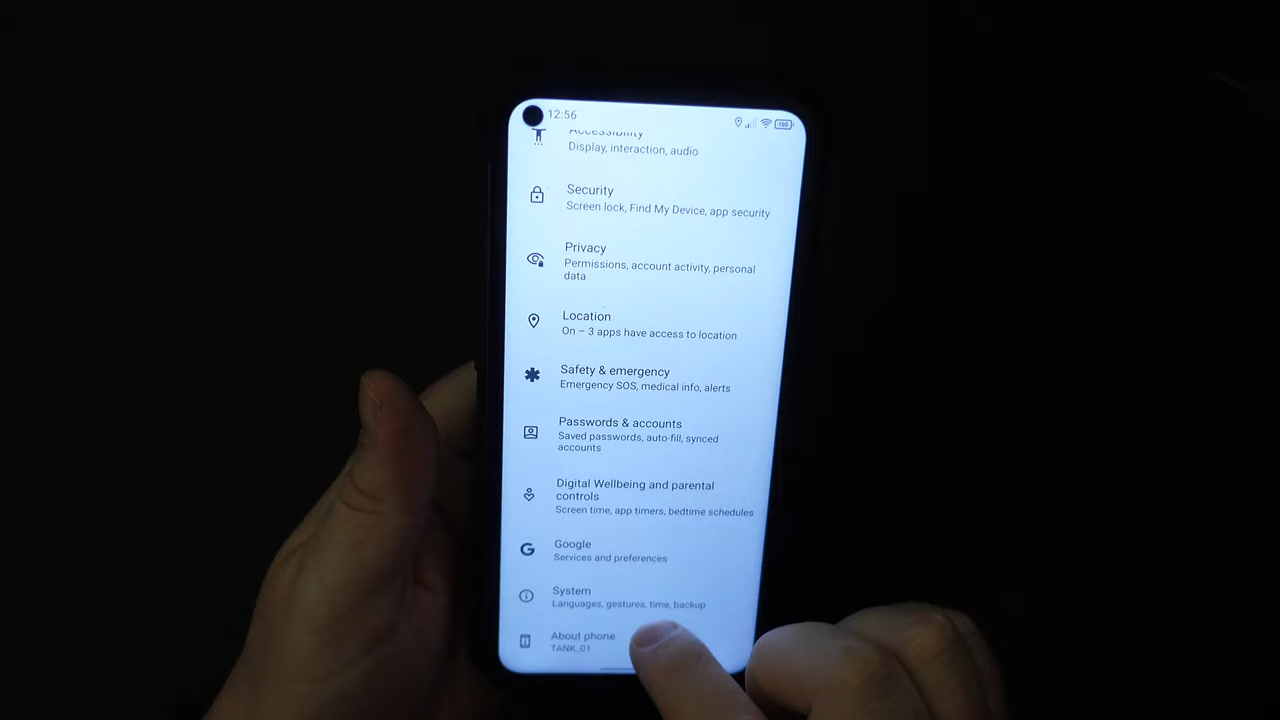 12:56
100
Accessibility
Display, interaction, audio
Security
Screen lock, Find My Device, app security
Privacy
Permissions, account activity, personal
data
Location
On – 3 apps have access to location
Safety & emergency
Emergency SOS, medical info, alerts
Passwords & accounts
Saved passwords, auto-fill, synced
accounts
Digital Wellbeing and parental
controls
Screen time, app timers, bedtime schedules
Google
Services and preferences
System
Languages, gestures, time, backup
About phone
TANK_01